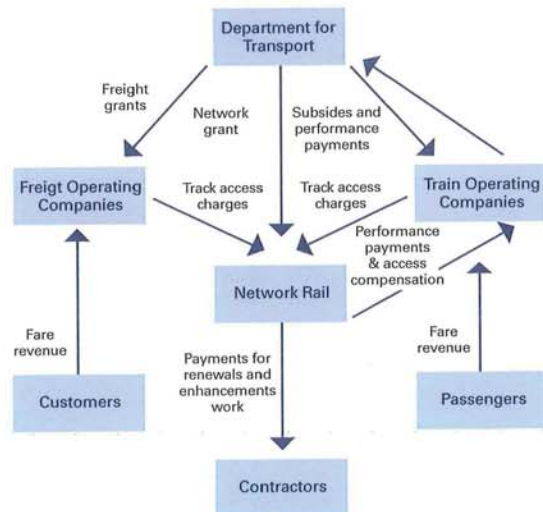 Department for
Transport
Freight
grants
Network
grant
Subsides and
performance
payments
Freigt Operating
Companies
Track access
charges
Track access
charges
Train Operating
Companies
Performance
payments
& access
compensation
Network Rail
Fare
revenue
Fare
revenue
Payments for
renewals and
enhancements
work
Customers
Passengers
Contractors